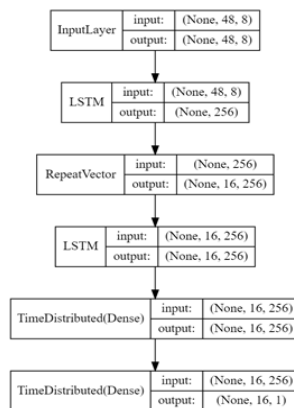 InputLayer input: (None, 48, 8)
output: (None, 48, 8)
LSTM input: (None, 48, 8)
output: (None, 256)
RepeatVector input: (None, 256)
output: (None, 16, 256)
LSTM input: (None, 16, 256)
output: (None, 16, 256)
TimeDistributed(Dense) input: (None, 16, 256)
output: (None, 16, 256)
TimeDistributed(Dense) input: (None, 16, 256)
output: (None, 16, 1)